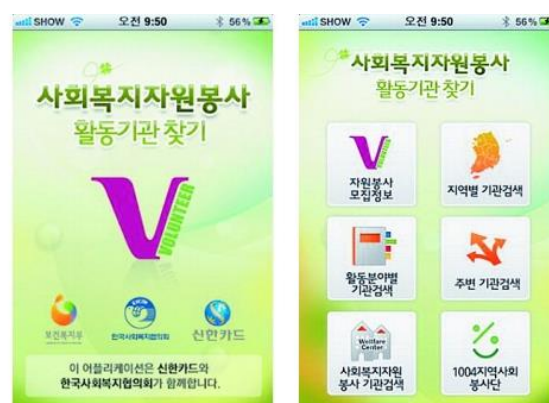 SHOW 오전 9:50 56%
사회복지자원봉사
활동기관 찾기
VOLUNTEER
보건복지부 한국사회복지협의회 신한카드
이 어플리케이션은 신한카드와
한국사회복지협의회가 함께합니다.
SHOW 오전 9:50 56%
사회복지자원봉사
활동기관 찾기
자원봉사
모집정보
지역별 기관검색
활동분야별
기관검색
주변 기관검색
Welfare
Center
사회복지자원
봉사 기관검색
1004지역사회
봉사단